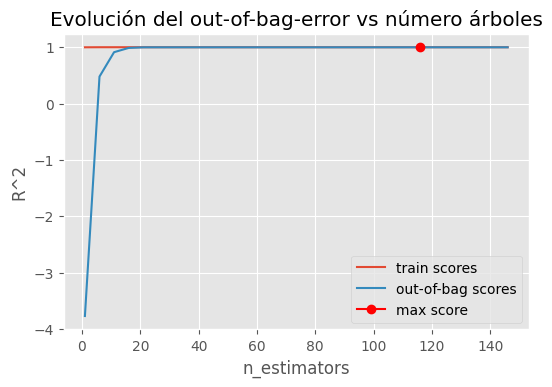 Evolución del out-of-bag-error vs número árboles
1
0
−1
−2
−3
−4
R^2
0 20 40 60 80 100 120 140
n_estimators
train scores
out-of-bag scores
max score